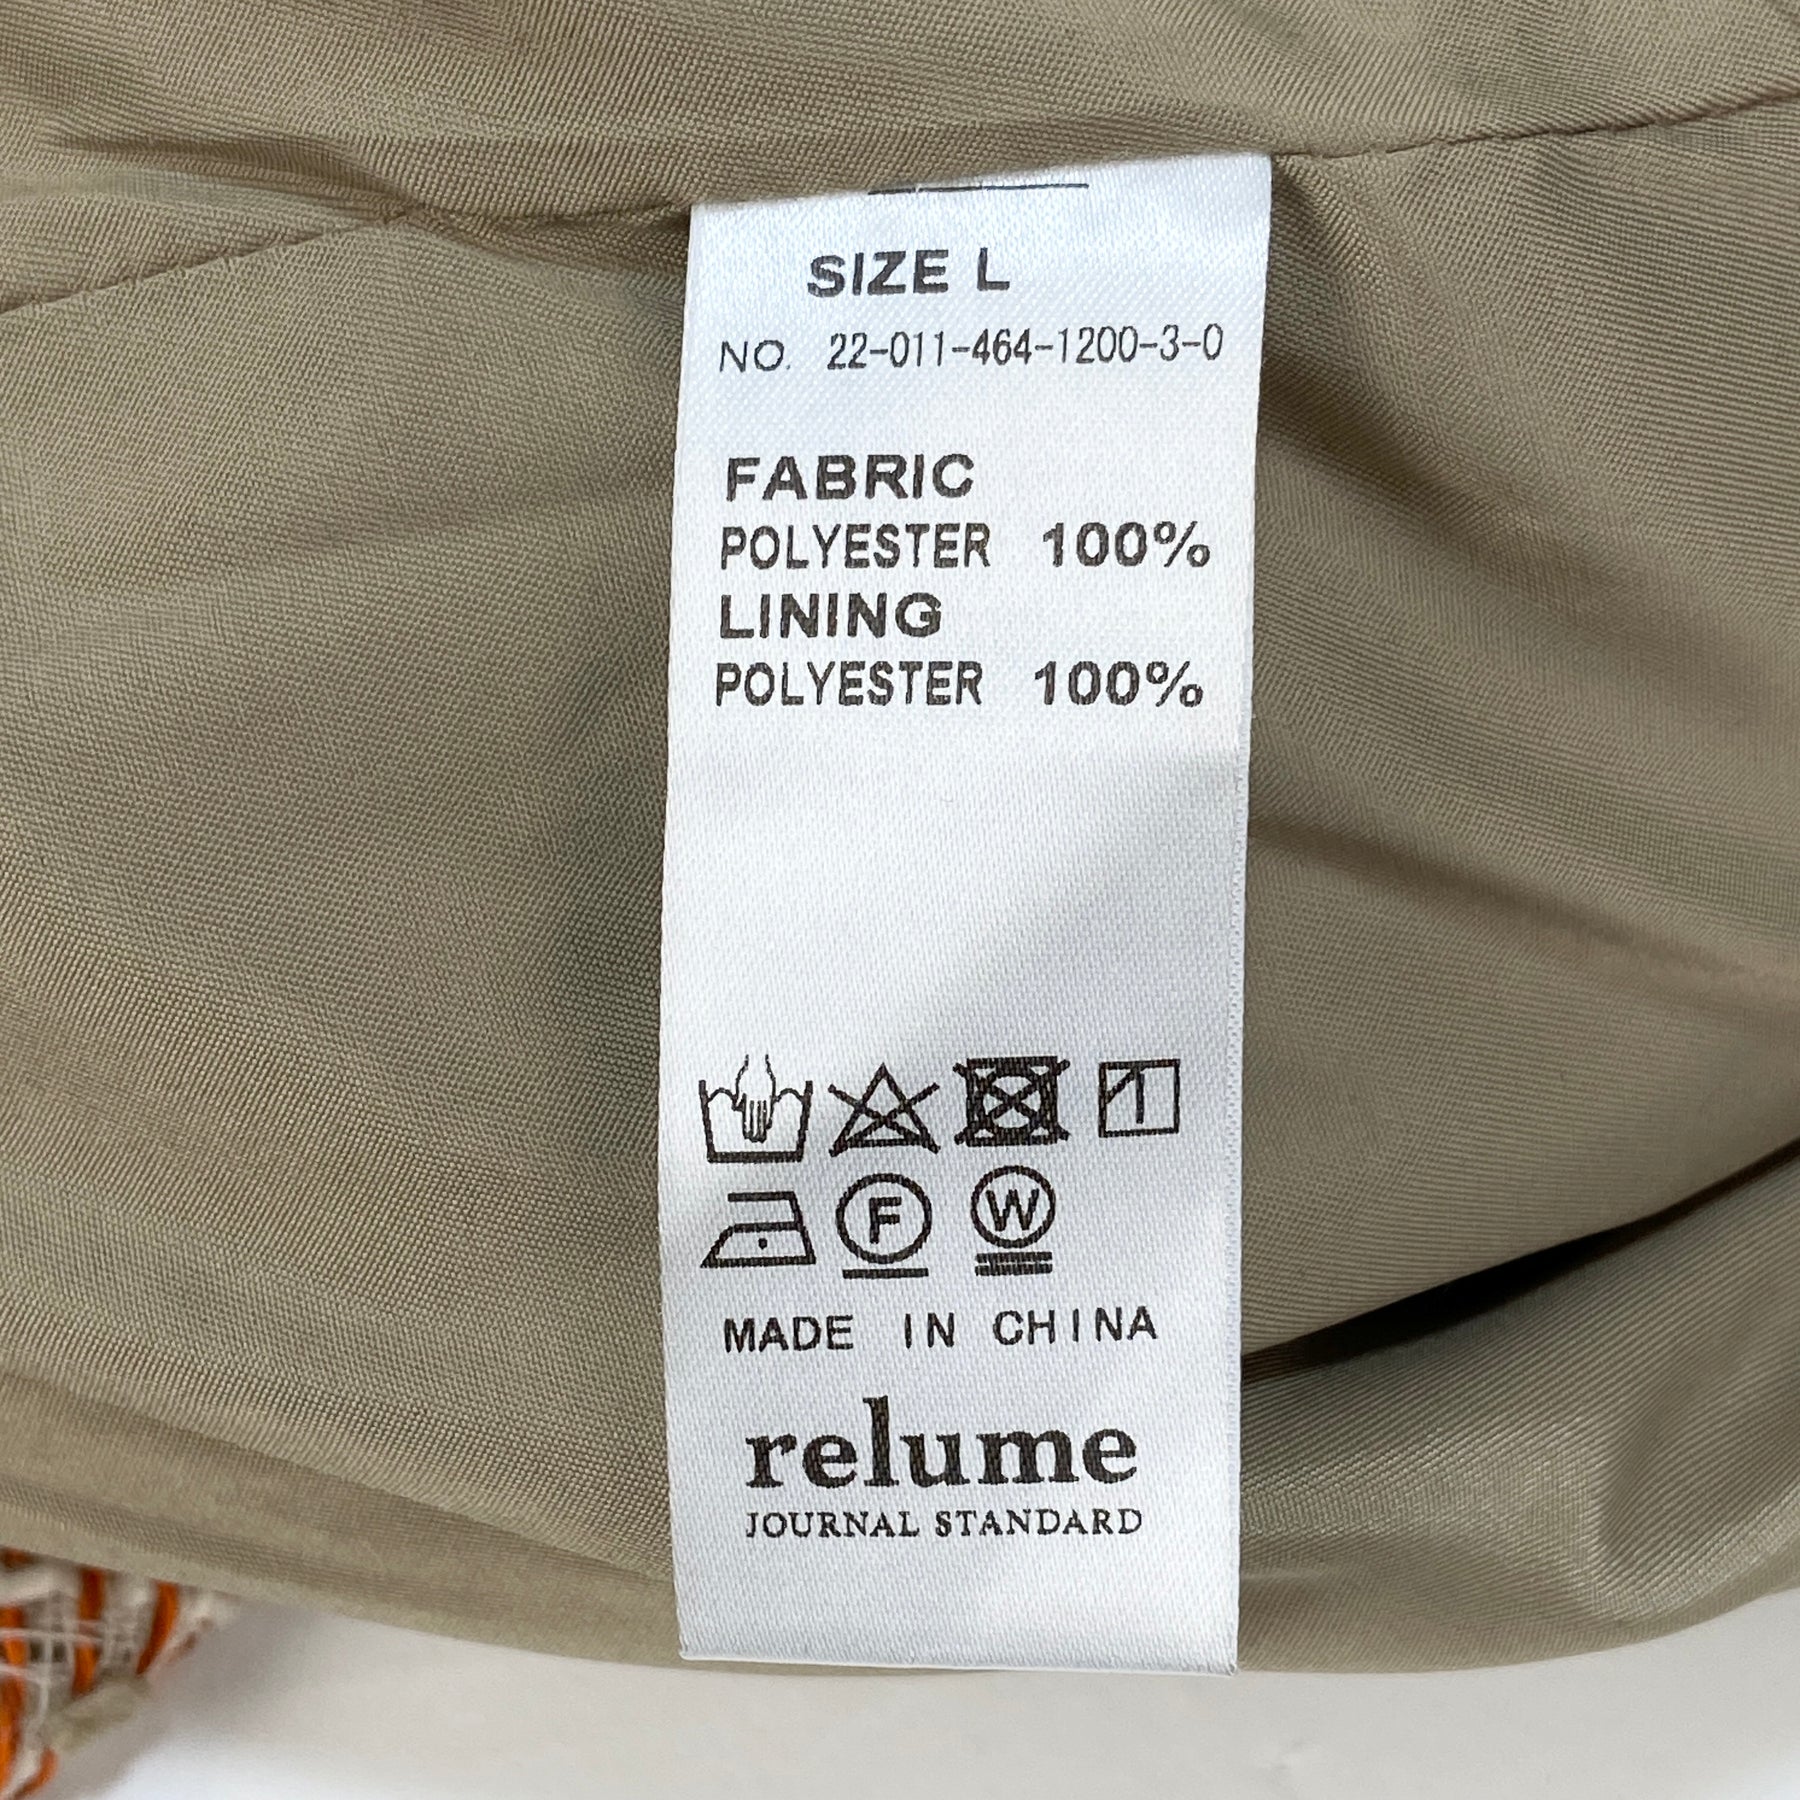 SIZE L
NO. 22-011-464-1200-3-0
FABRIC
POLYESTER 100%
LINING
POLYESTER 100%
F W
MADE IN CHINA
relume
JOURNAL STANDARD